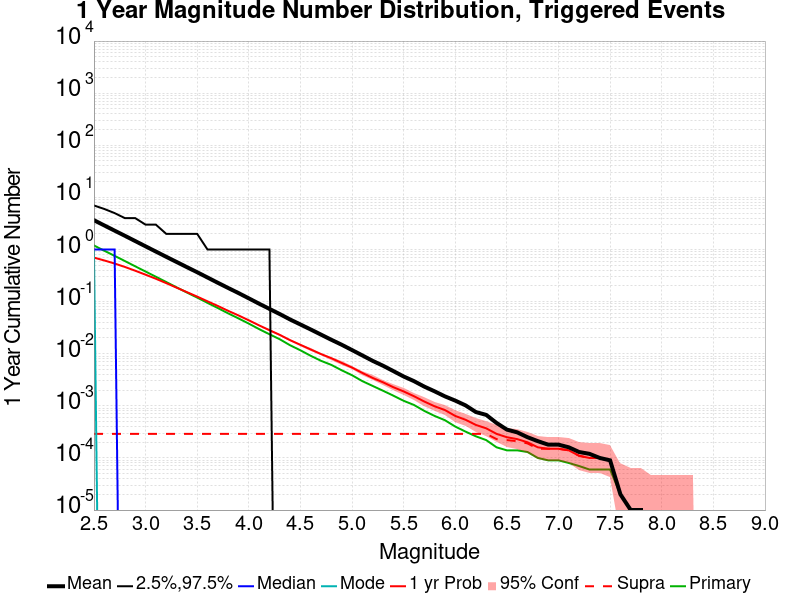 1 Year Magnitude Number Distribution, Triggered Events
1 Year Cumulative Number
10^4
10^3
10^2
10^1
10^0
10^-1
10^-2
10^-3
10^-4
10^-5
2.5 3.0 3.5 4.0 4.5 5.0 5.5 6.0 6.5 7.0 7.5 8.0 8.5 9.0
Magnitude
Mean 2.5%,97.5% Median Mode 1 yr Prob 95% Conf Supra Primary